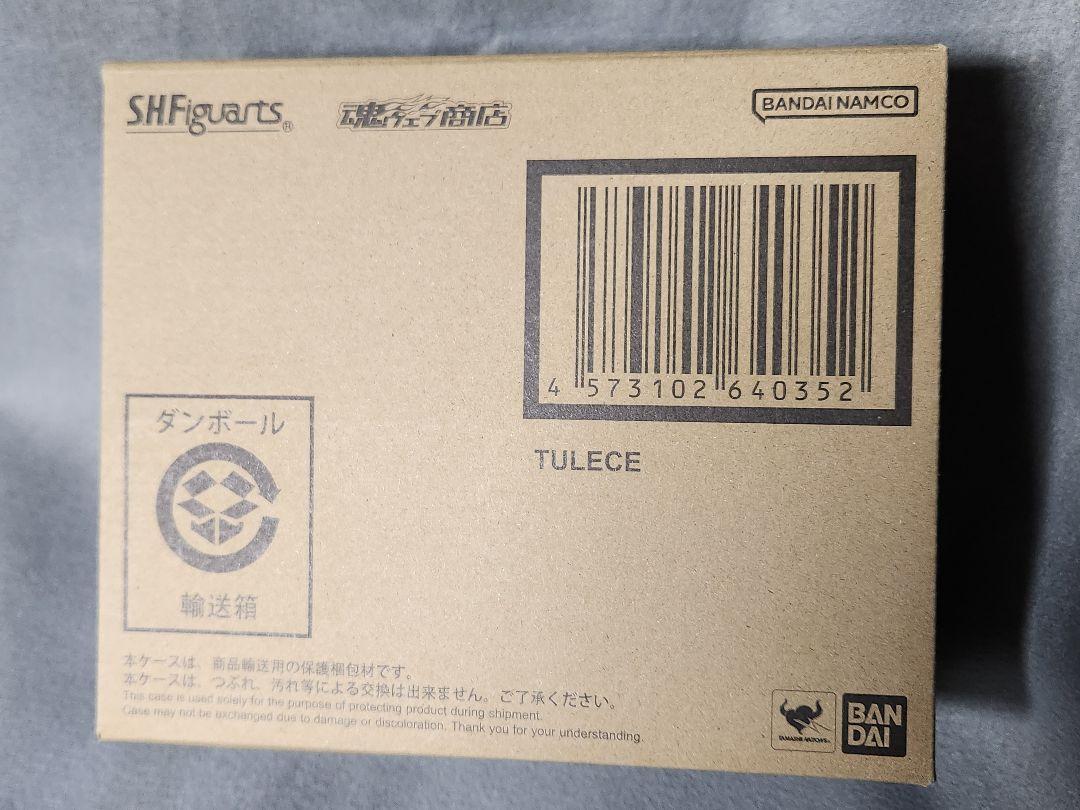 S.H.Figuarts
魂ウェブ商店
BANDAI NAMCO
4 573102 640352
TULECE
ダンボール
輸送箱
本ケースは、商品輸送用の保護梱包材です。
本ケースは、つぶれ、汚れ等による交換は出来ません。ご了承ください。
This case is used solely for the purpose of protecting product during shipment.
Case may not be exchanged due to damage or discoloration. Thank you for your understanding.
TAMASHII NATIONS
BAN
DAI